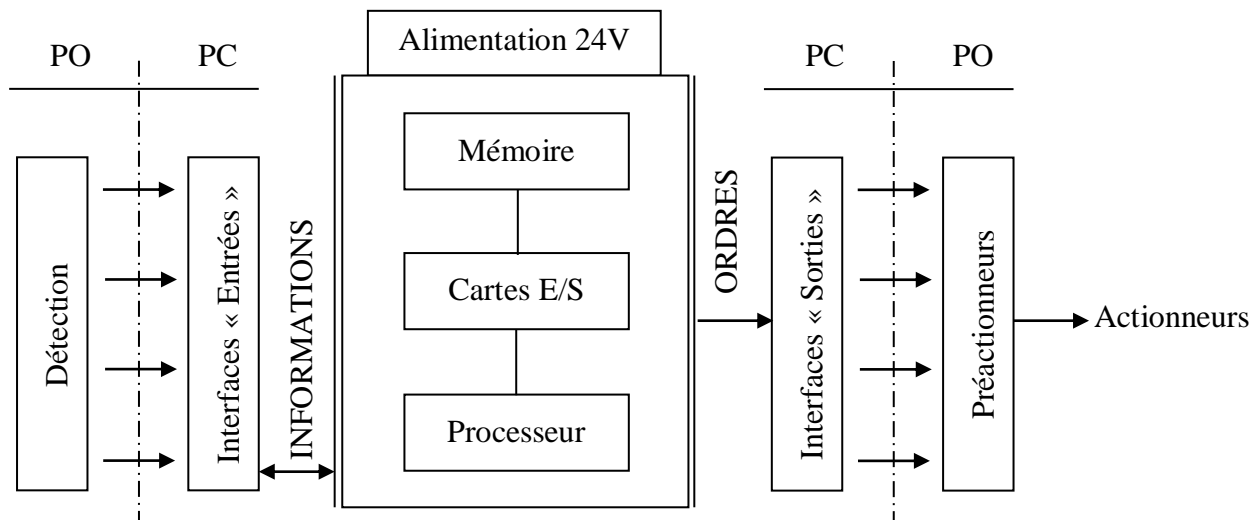 PO
PC
Alimentation 24V
PC
PO
Détection
Interfaces « Entrées »
INFORMATIONS
Mémoire
Cartes E/S
Processeur
ORDRES
Interfaces « Sorties »
Préactionneurs
Actionneurs